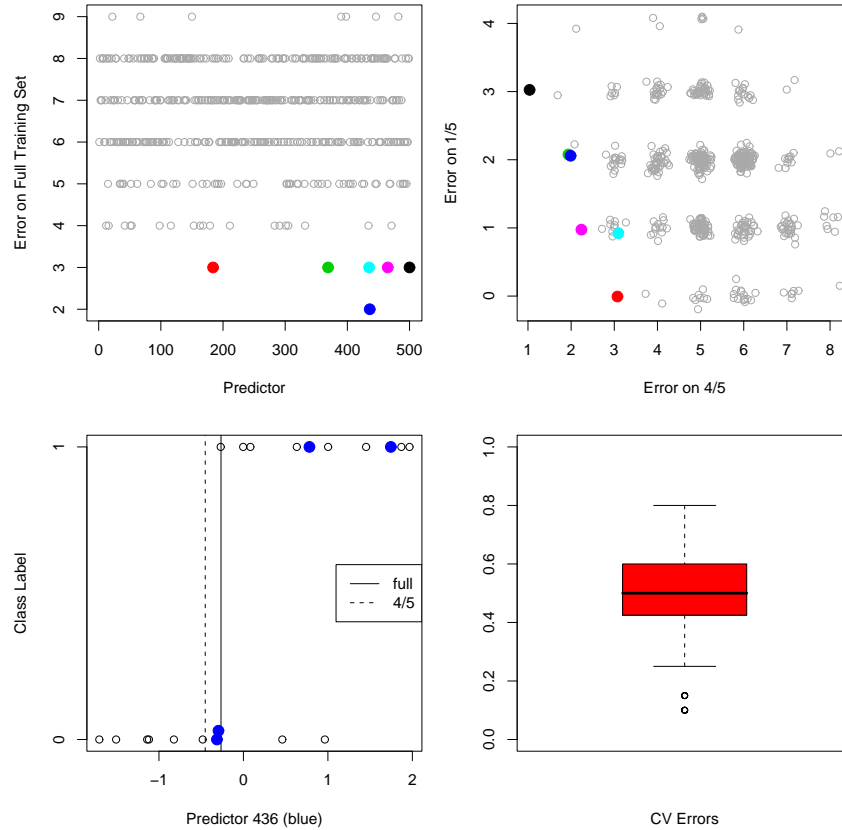 Error on Full Training Set
9
8
7
6
5
4
3
2
0 100 200 300 400 500
Predictor
Error on 1/5
4
3
2
1
0
1 2 3 4 5 6 7 8
Error on 4/5
Class Label
1
0
full
4/5
−1 0 1 2
Predictor 436 (blue)
1.0
0.8
0.6
0.4
0.2
0.0
CV Errors